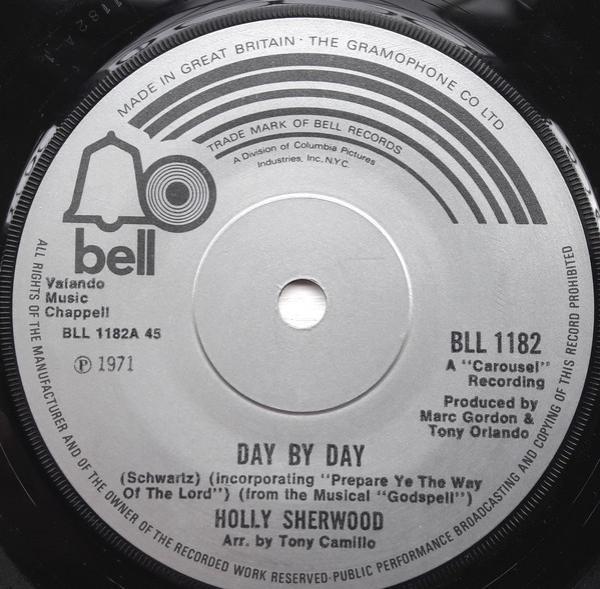 MADE IN GREAT BRITAIN · THE GRAMOPHONE CO LTD
TRADE MARK OF BELL RECORDS
A Division of Columbia Pictures
Industries, Inc. N.Y.C.
bell
Valando
Music
Chappell
BLL 1182A 45
Ⓟ 1971
BLL 1182
A "Carousel"
Recording
Produced by
Marc Gordon &
Tony Orlando
DAY BY DAY
(Schwartz) (incorporating "Prepare Ye The Way
Of The Lord") (from the Musical "Godspell")
HOLLY SHERWOOD
Arr. by Tony Camillo
ALL RIGHTS OF THE MANUFACTURER AND OF THE OWNER OF THE RECORDED WORK RESERVED·PUBLIC PERFORMANCE BROADCASTING AND COPYING OF THIS RECORD PROHIBITED